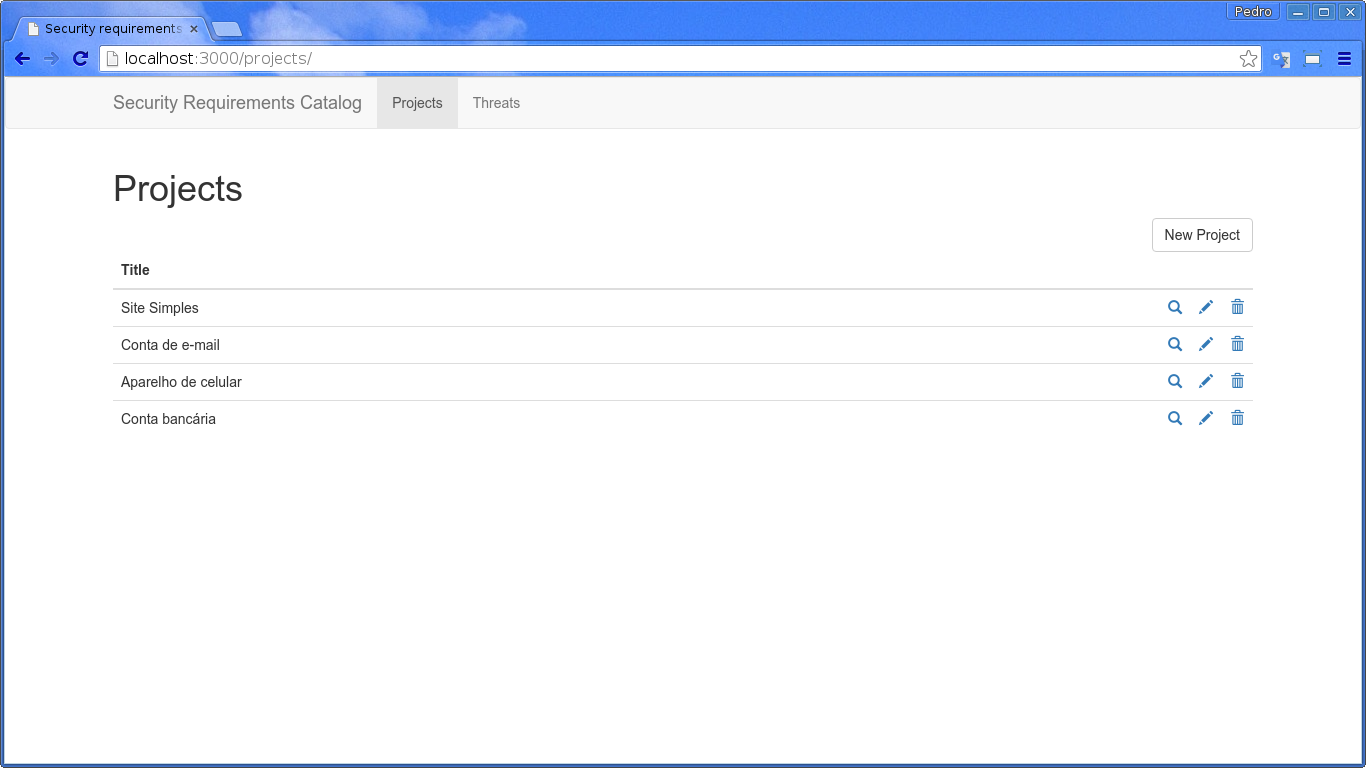 Pedro
Security requirements
localhost:3000/projects/
Security Requirements Catalog Projects Threats
Projects
New Project
Title
Site Simples
Conta de e-mail
Aparelho de celular
Conta bancária